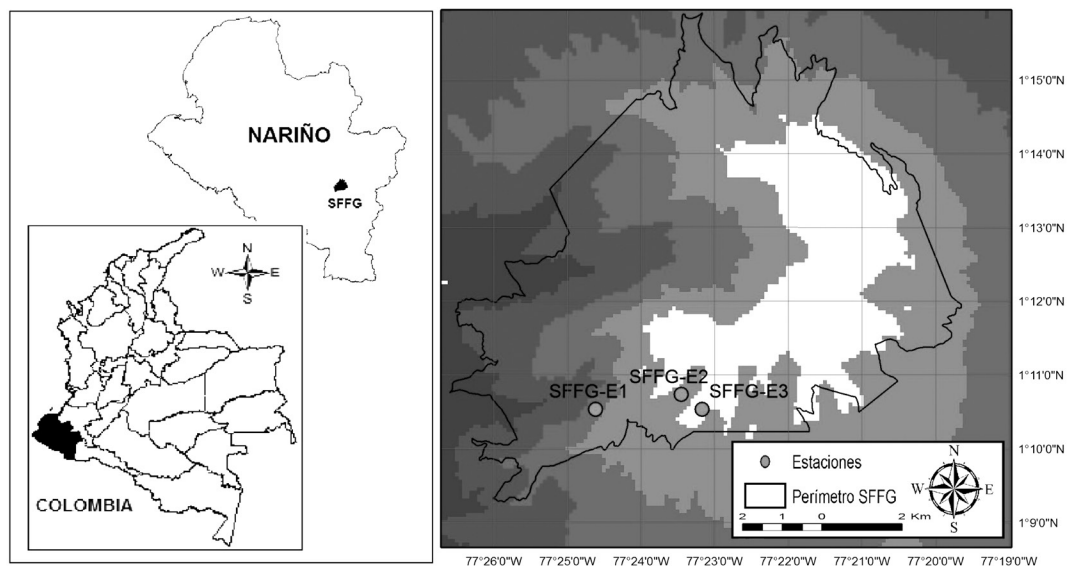 NARIÑO
SFFG
N
W E
S
COLOMBIA
SFFG-E1
SFFG-E2
SFFG-E3
Estaciones
Perímetro SFFG
2 1 0 2 Km
N
W E
S
1°15'0"N
1°14'0"N
1°13'0"N
1°12'0"N
1°11'0"N
1°10'0"N
1°9'0"N
77°26'0"W 77°25'0"W 77°24'0"W 77°23'0"W 77°22'0"W 77°21'0"W 77°20'0"W 77°19'0"W